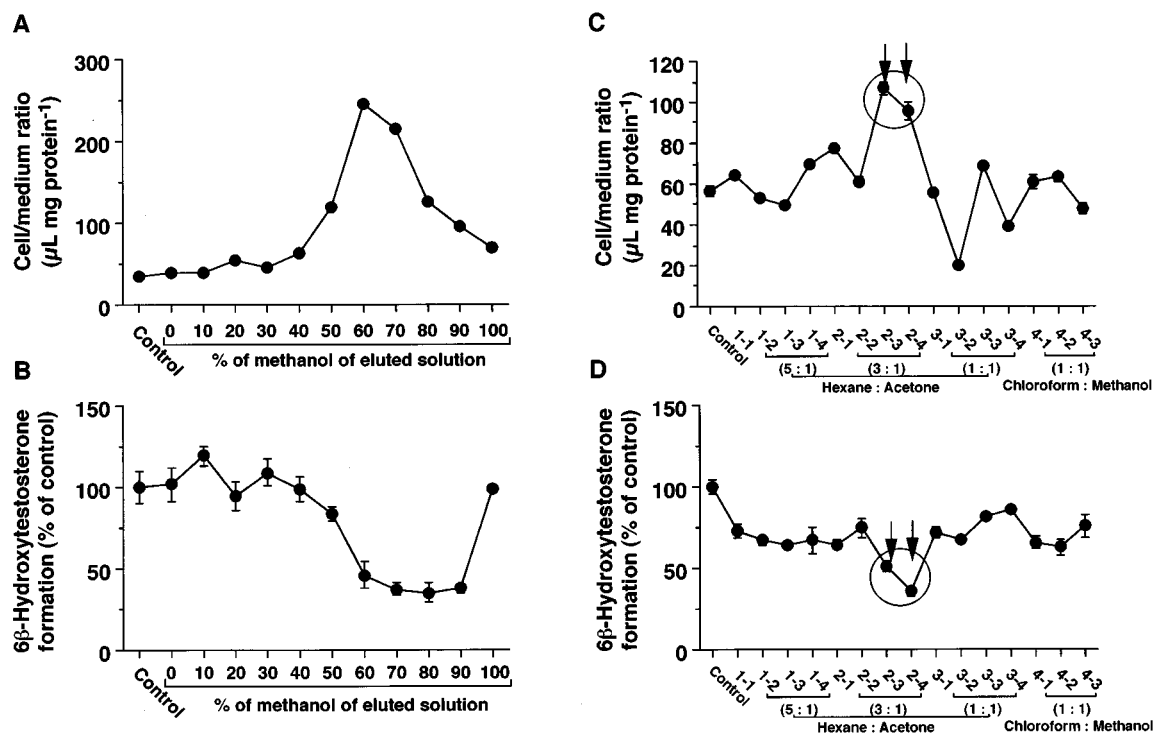 A
Cell/medium ratio
(µL mg protein-1)
300
200
100
0
Control
0 10 20 30 40 50 60 70 80 90 100
% of methanol of eluted solution
B
6β-Hydroxytestosterone
formation (% of control)
150
100
50
0
Control
0 10 20 30 40 50 60 70 80 90 100
% of methanol of eluted solution
C
Cell/medium ratio
(µL mg protein-1)
120
100
80
60
40
20
0
Control 1-1 1-2 1-3 1-4 2-1 2-2 2-3 2-4 3-1 3-2 3-3 3-4 4-1 4-2 4-3
(5 : 1) (3 : 1) (1 : 1) (1 : 1)
Hexane : Acetone Chloroform : Methanol
D
6β-Hydroxytestosterone
formation (% of control)
150
100
50
0
Control 1-1 1-2 1-3 1-4 2-1 2-2 2-3 2-4 3-1 3-2 3-3 3-4 4-1 4-2 4-3
(5 : 1) (3 : 1) (1 : 1) (1 : 1)
Hexane : Acetone Chloroform : Methanol